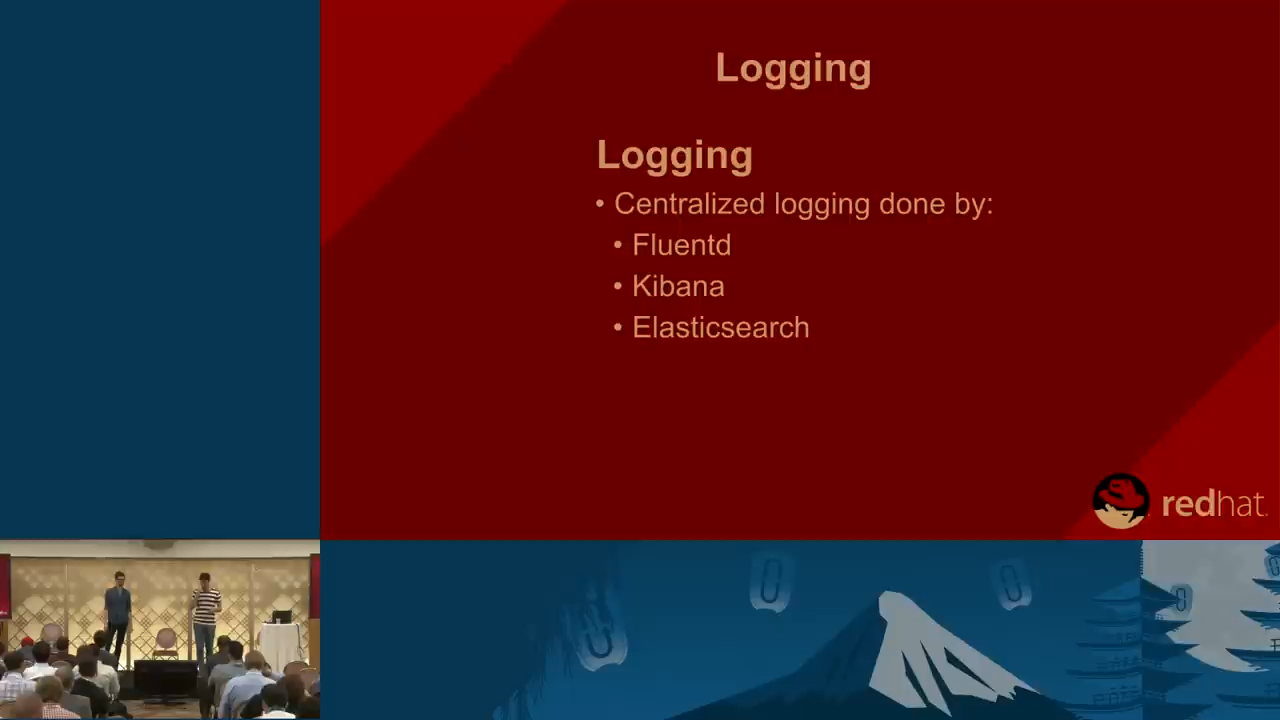 Logging
Logging
• Centralized logging done by:
• Fluentd
• Kibana
• Elasticsearch
redhat.